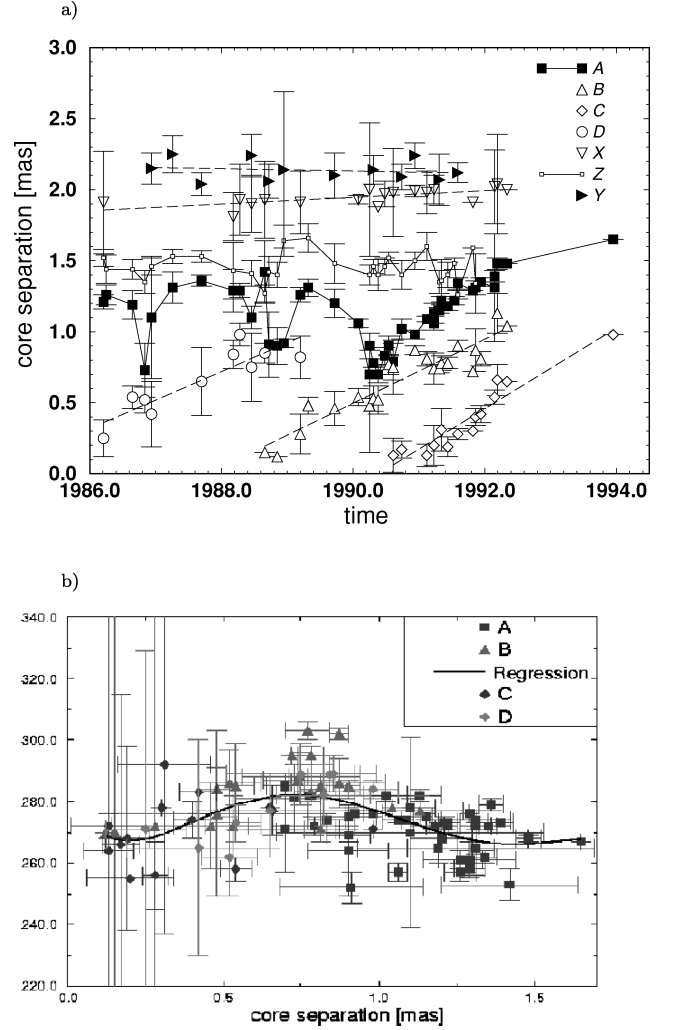 a)
3.0
2.5
2.0
1.5
1.0
0.5
0.0
core separation [mas]
1986.0 1988.0 1990.0 1992.0 1994.0
time
A
B
C
D
X
Z
Y
b)
340.0
320.0
300.0
280.0
260.0
240.0
220.0
0.0 0.5 1.0 1.5
core separation [mas]
A
B
Regression
C
D